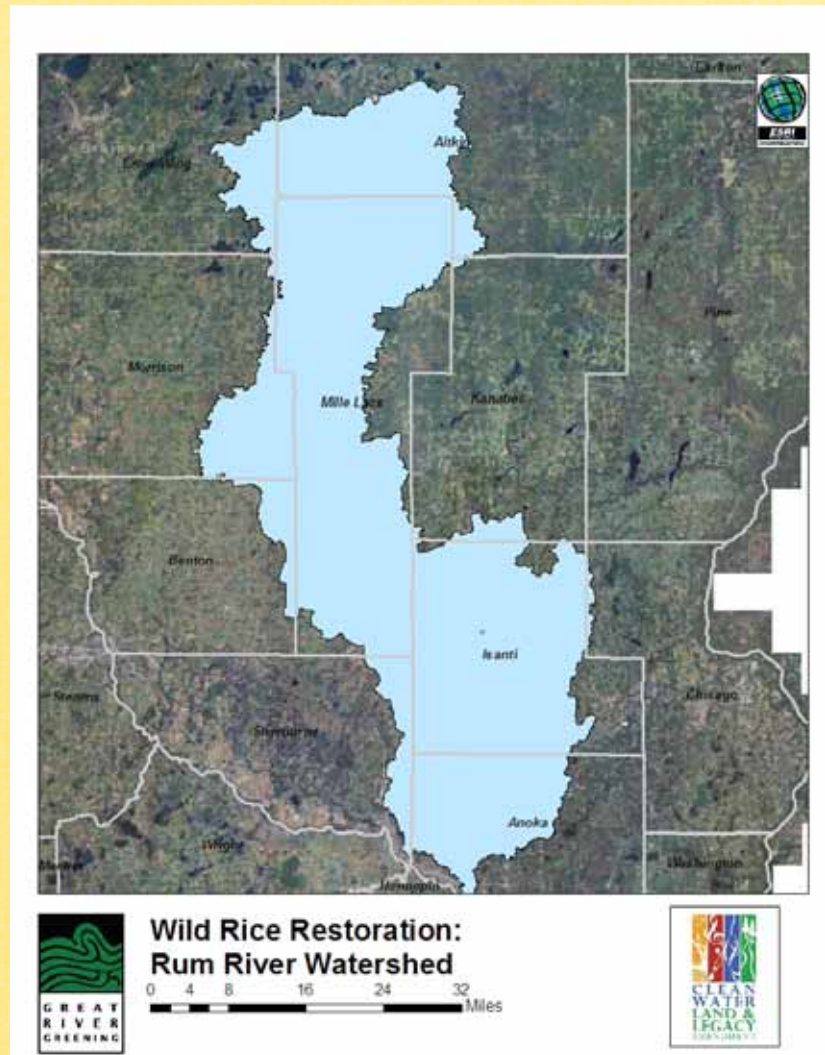 Carlton
ESRI
Aitkin
Crow Wing
Pine
Morrison
Mille Lacs
Kanabec
Benton
Isanti
Stearns
Chisago
Sherburne
Anoka
Wright
Washington
Hennepin
Wild Rice Restoration:
Rum River Watershed
0 4 8 16 24 32
Miles
GREAT
RIVER
GREENING
CLEAN
WATER
LAND &
LEGACY
AMENDMENT